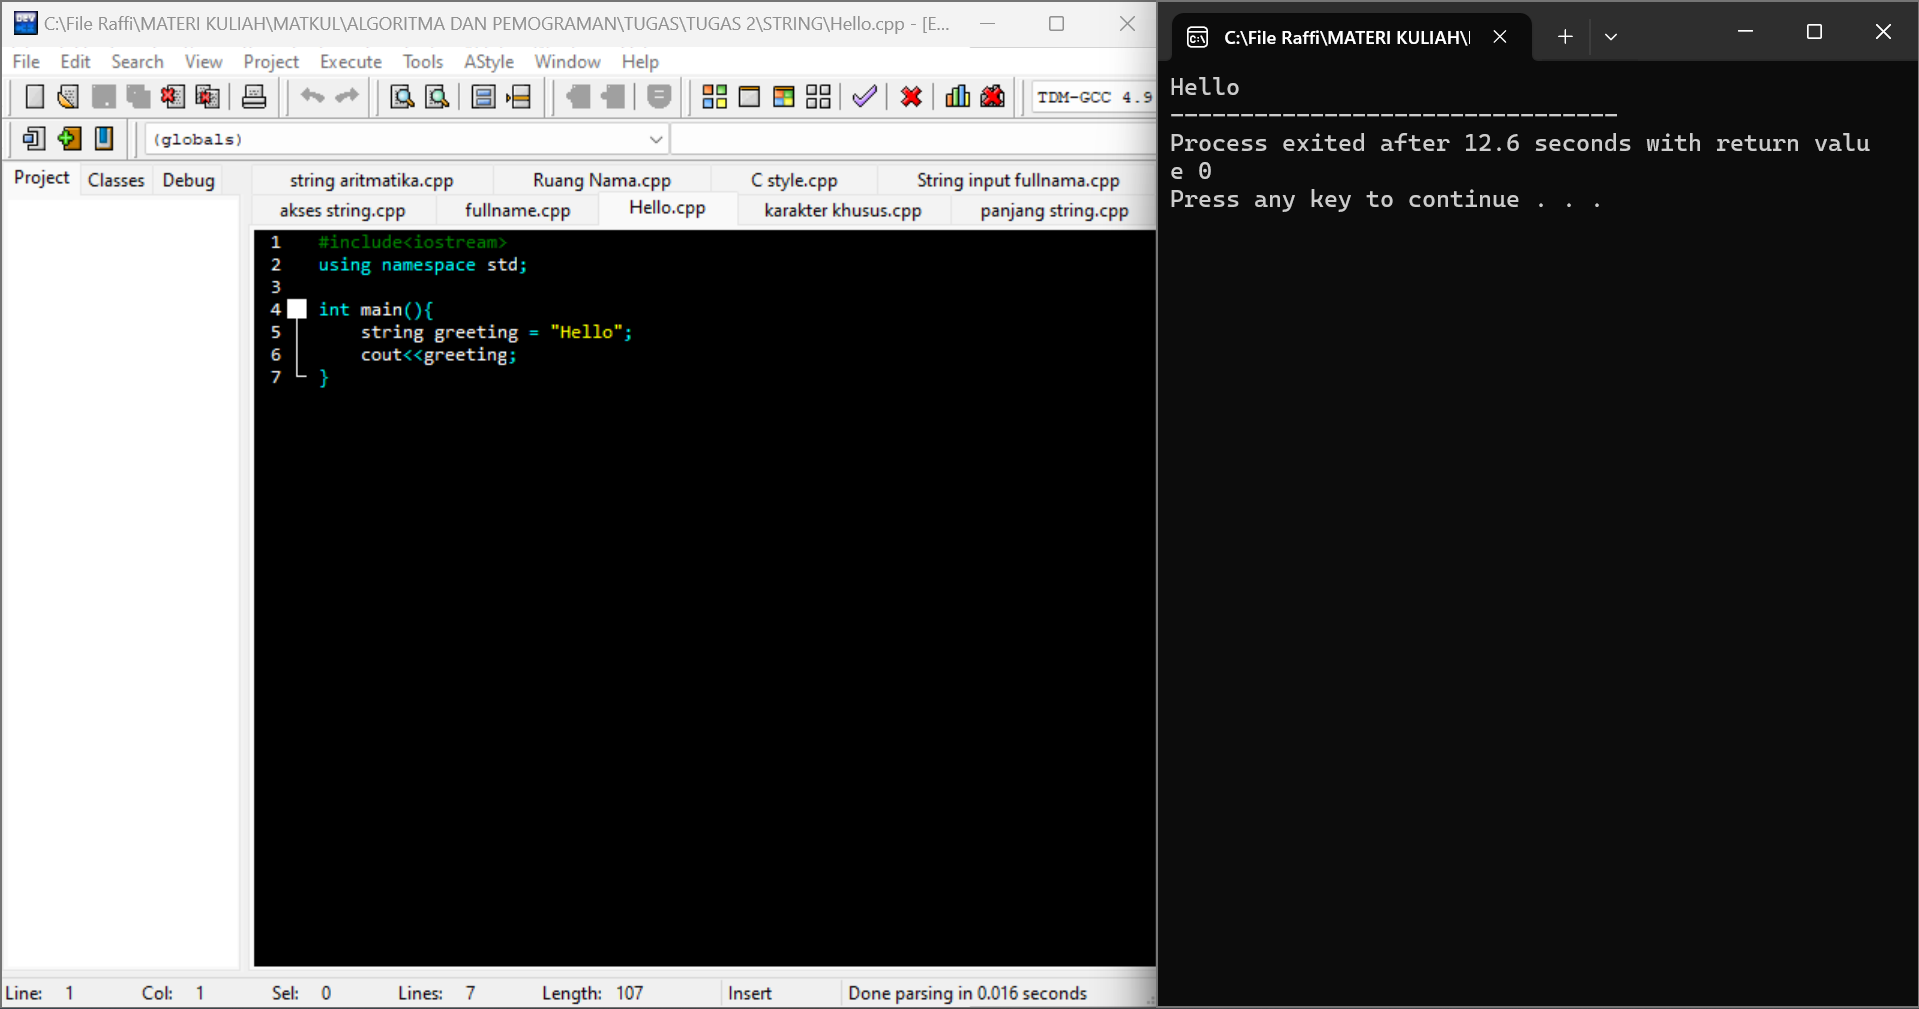 C:\File Raffi\MATERI KULIAH\MATKUL\ALGORITMA DAN PEMOGRAMAN\TUGAS\TUGAS 2\STRING\Hello.cpp - [E...
File Edit Search View Project Execute Tools AStyle Window Help
TDM-GCC 4.9
(globals)
Project Classes Debug
string aritmatika.cpp Ruang Nama.cpp C style.cpp String input fullnama.cpp
akses string.cpp fullname.cpp Hello.cpp karakter khusus.cpp panjang string.cpp
1 #include<iostream>
2 using namespace std;
3
4 int main(){
5 string greeting = "Hello";
6 cout<<greeting;
7 }
Line: 1 Col: 1 Sel: 0 Lines: 7 Length: 107 Insert Done parsing in 0.016 seconds
C:\File Raffi\MATERI KULIAH\
Hello
--------------------------------
Process exited after 12.6 seconds with return valu
e 0
Press any key to continue . . .